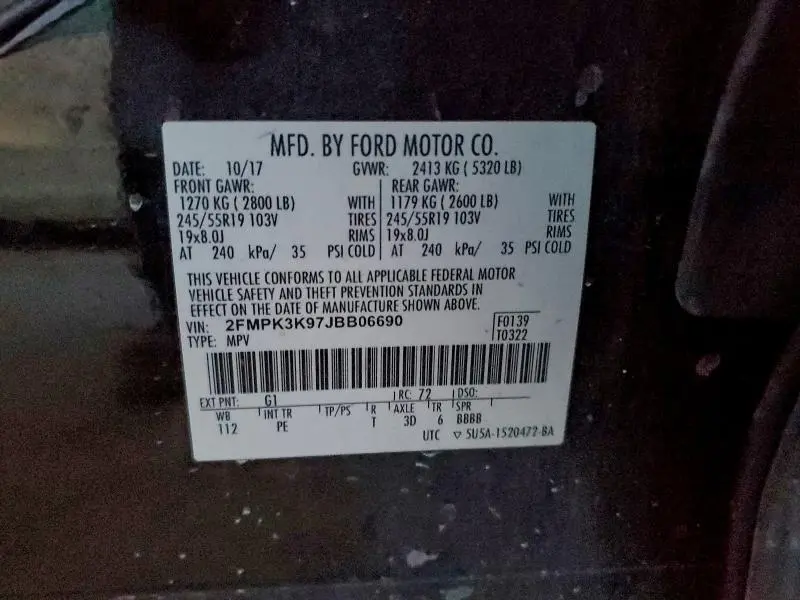 MFD. BY FORD MOTOR CO.
DATE: 10/17 GVWR: 2413 KG ( 5320 LB)
FRONT GAWR: REAR GAWR:
1270 KG ( 2800 LB) WITH 1179 KG ( 2600 LB) WITH
245/55R19 103V TIRES 245/55R19 103V TIRES
19x8.0J RIMS 19x8.0J RIMS
AT 240 kPa/ 35 PSI COLD AT 240 kPa/ 35 PSI COLD
THIS VEHICLE CONFORMS TO ALL APPLICABLE FEDERAL MOTOR
VEHICLE SAFETY AND THEFT PREVENTION STANDARDS IN
EFFECT ON THE DATE OF MANUFACTURE SHOWN ABOVE.
VIN: 2FMPK3K97JBB06690 F0139
TYPE: MPV T0322
EXT PNT: G1 RC: 72 DSO:
WB INT TR TP/PS R AXLE TR SPR
112 PE T 3D 6 BBBB
UTC ▽ 5U5A-1520472-BA